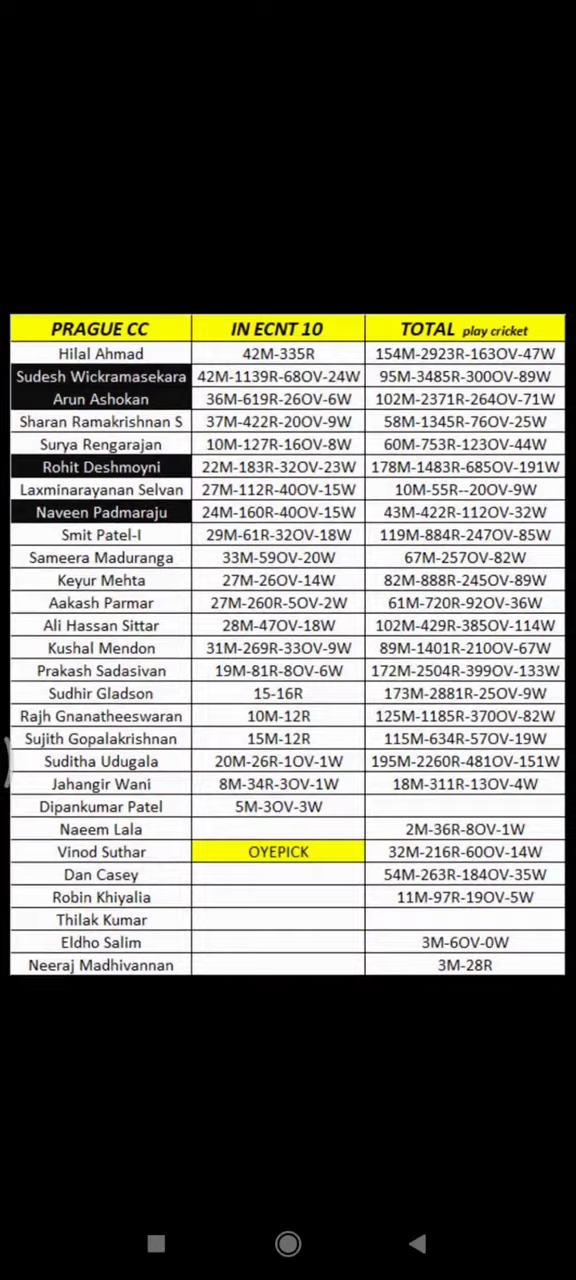 PRAGUE CC IN ECNT 10 TOTAL play cricket
Hilal Ahmad 42M-335R 154M-2923R-163OV-47W
Sudesh Wickramasekara 42M-1139R-68OV-24W 95M-3485R-300OV-89W
Arun Ashokan 36M-619R-26OV-6W 102M-2371R-264OV-71W
Sharan Ramakrishnan S 37M-422R-20OV-9W 58M-1345R-76OV-25W
Surya Rengarajan 10M-127R-16OV-8W 60M-753R-123OV-44W
Rohit Deshmoyni 22M-183R-32OV-23W 178M-1483R-685OV-191W
Laxminarayanan Selvan 27M-112R-40OV-15W 10M-55R--20OV-9W
Naveen Padmaraju 24M-160R-40OV-15W 43M-422R-112OV-32W
Smit Patel-I 29M-61R-32OV-18W 119M-884R-247OV-85W
Sameera Maduranga 33M-59OV-20W 67M-257OV-82W
Keyur Mehta 27M-26OV-14W 82M-888R-245OV-89W
Aakash Parmar 27M-260R-5OV-2W 61M-720R-92OV-36W
Ali Hassan Sittar 28M-47OV-18W 102M-429R-385OV-114W
Kushal Mendon 31M-269R-33OV-9W 89M-1401R-210OV-67W
Prakash Sadasivan 19M-81R-8OV-6W 172M-2504R-399OV-133W
Sudhir Gladson 15-16R 173M-2881R-25OV-9W
Rajh Gnanatheeswaran 10M-12R 125M-1185R-370OV-82W
Sujith Gopalakrishnan 15M-12R 115M-634R-57OV-19W
Suditha Udugala 20M-26R-1OV-1W 195M-2260R-481OV-151W
Jahangir Wani 8M-34R-3OV-1W 18M-311R-13OV-4W
Dipankumar Patel 5M-3OV-3W
Naeem Lala 2M-36R-8OV-1W
Vinod Suthar OYEPICK 32M-216R-60OV-14W
Dan Casey 54M-263R-184OV-35W
Robin Khiyalia 11M-97R-19OV-5W
Thilak Kumar
Eldho Salim 3M-6OV-0W
Neeraj Madhivannan 3M-28R